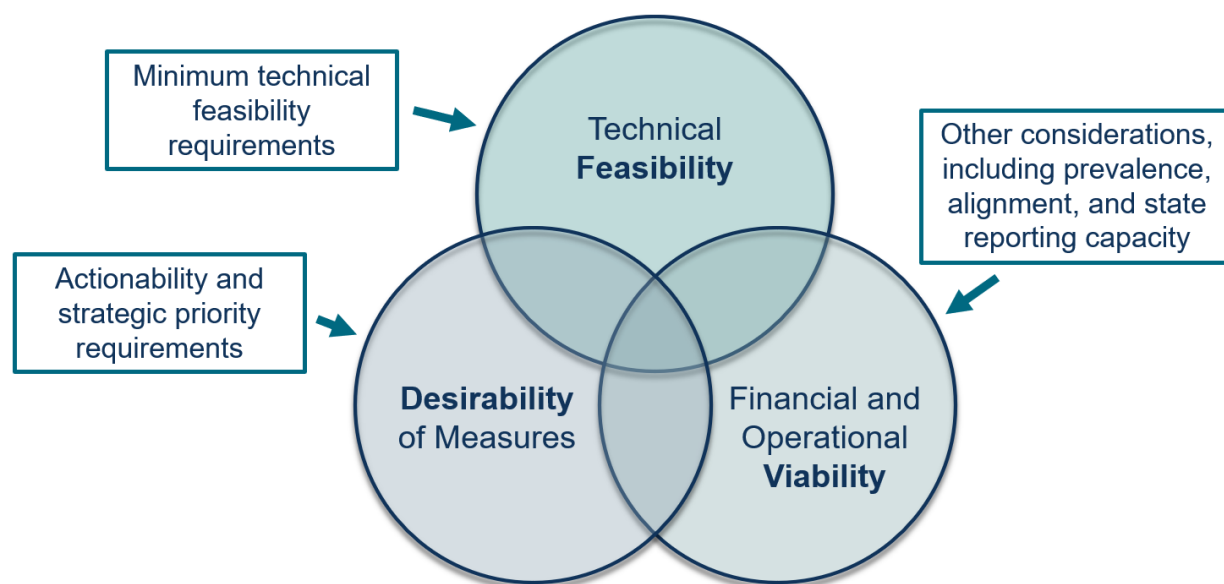 Minimum technical
feasibility
requirements
Technical
Feasibility
Other considerations,
including prevalence,
alignment, and state
reporting capacity
Actionability and
strategic priority
requirements
Desirability
of Measures
Financial and
Operational
Viability